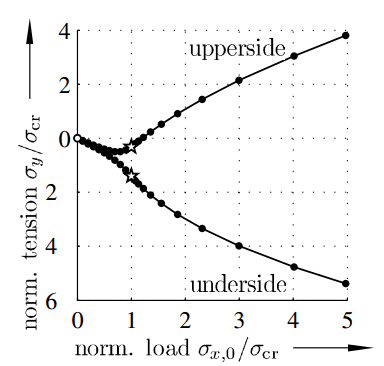 4
upperside
2
0
2
4
underside
6
0 1 2 3 4 5
norm. tension σy/σcr
norm. load σx,0/σcr